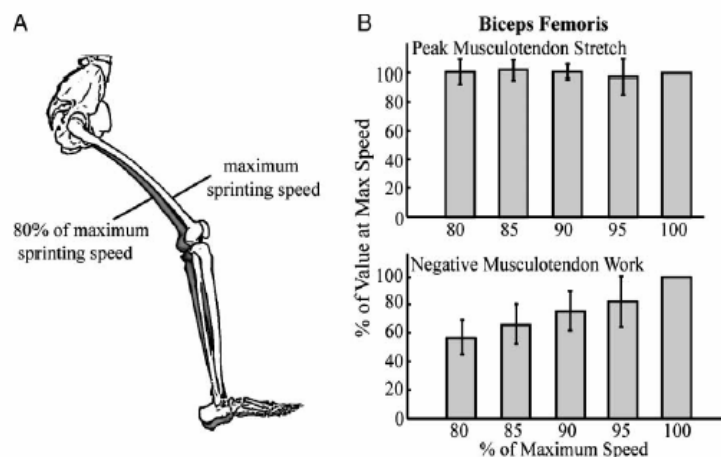 A
maximum
sprinting speed
80% of maximum
sprinting speed
B
Biceps Femoris
Peak Musculotendon Stretch
% of Value at Max Speed
100
80
60
40
20
0
80 85 90 95 100
Negative Musculotendon Work
100
80
60
40
20
0
80 85 90 95 100
% of Maximum Speed